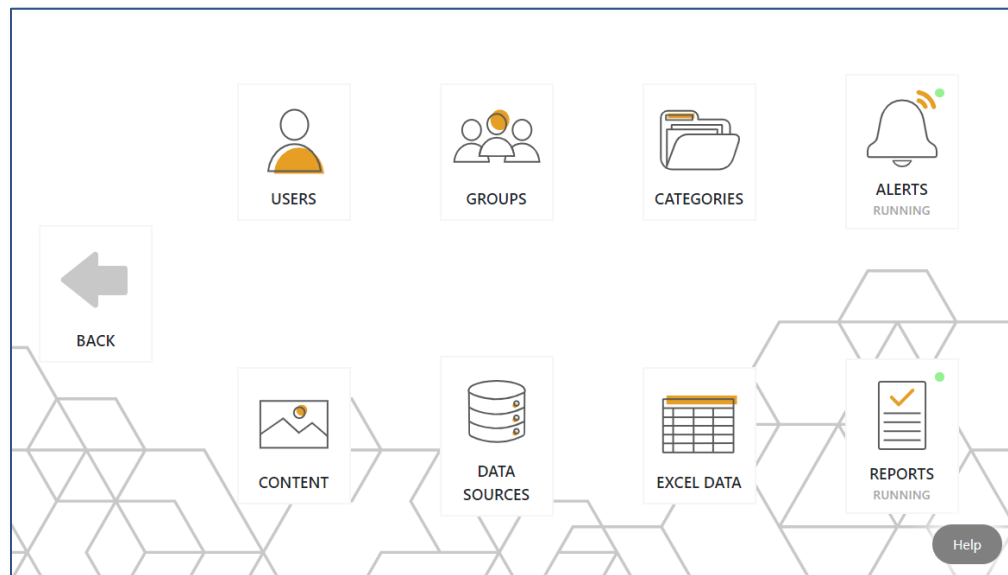 USERS
GROUPS
CATEGORIES
ALERTS
RUNNING
BACK
CONTENT
DATA
SOURCES
EXCEL DATA
REPORTS
RUNNING
Help